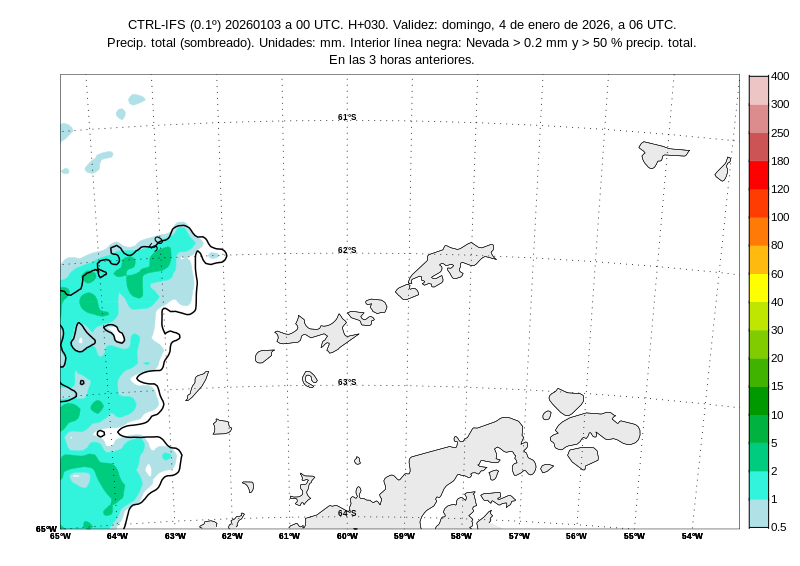 CTRL-IFS (0.1º) 20260103 a 00 UTC. H+030. Validez: domingo, 4 de enero de 2026, a 06 UTC.
Precip. total (sombreado). Unidades: mm. Interior línea negra: Nevada > 0.2 mm y > 50 % precip. total.
En las 3 horas anteriores.
400
300
250
180
120
100
80
60
40
30
20
15
10
5
2
1
0.5
61°S
62°S
63°S
64°S
65°W
65°W
64°W
63°W
62°W
61°W
60°W
59°W
58°W
57°W
56°W
55°W
54°W